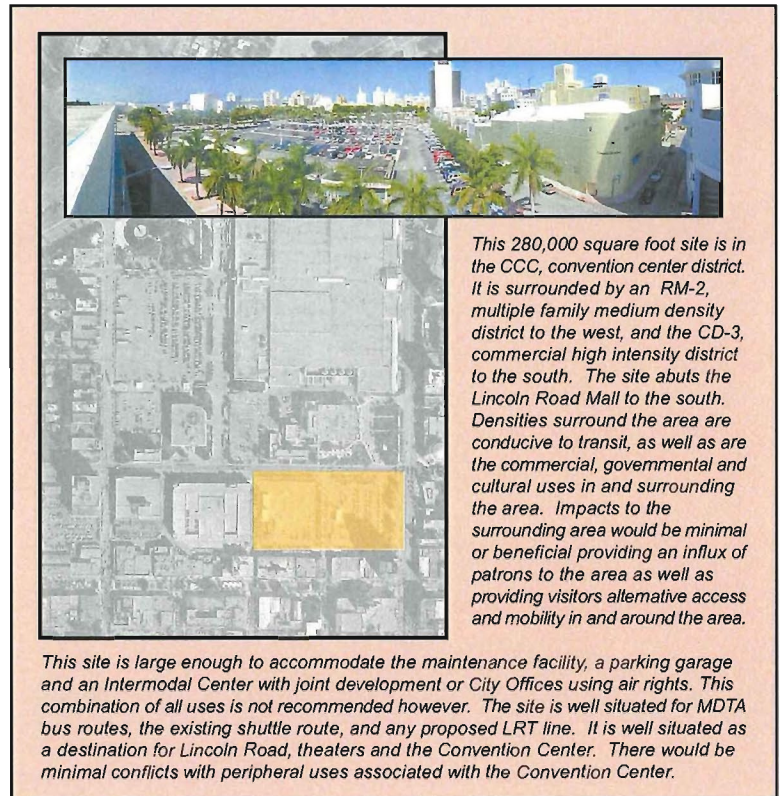 This 280,000 square foot site is in
the CCC, convention center district.
It is surrounded by an RM-2,
multiple family medium density
district to the west, and the CD-3,
commercial high intensity district
to the south. The site abuts the
Lincoln Road Mall to the south.
Densities surround the area are
conducive to transit, as well as are
the commercial, governmental and
cultural uses in and surrounding
the area. Impacts to the
surrounding area would be minimal
or beneficial providing an influx of
patrons to the area as well as
providing visitors alternative access
and mobility in and around the area.
This site is large enough to accommodate the maintenance facility, a parking garage
and an Intermodal Center with joint development or City Offices using air rights. This
combination of all uses is not recommended however. The site is well situated for MDTA
bus routes, the existing shuttle route, and any proposed LRT line. It is well situated as
a destination for Lincoln Road, theaters and the Convention Center. There would be
minimal conflicts with peripheral uses associated with the Convention Center.